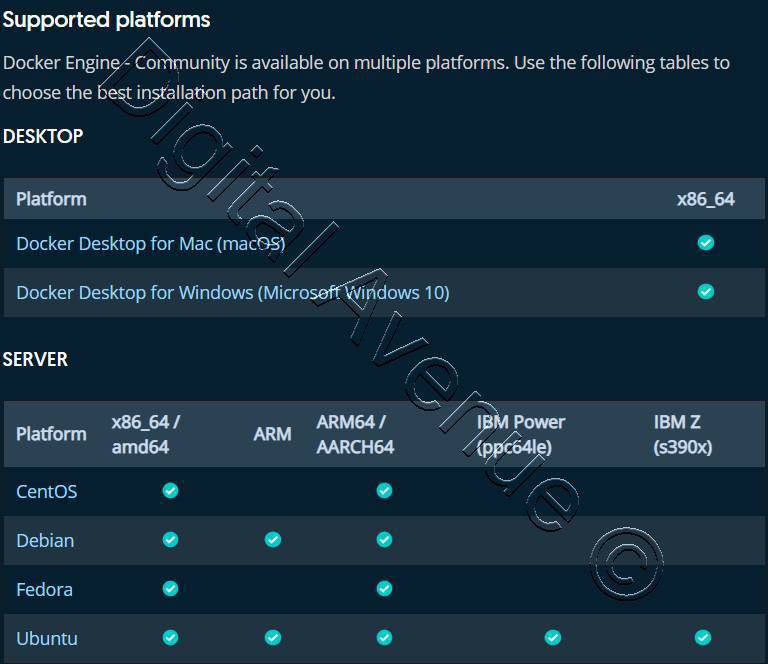 Supported platforms
Docker Engine - Community is available on multiple platforms. Use the following tables to
choose the best installation path for you.
DESKTOP
Platform x86_64
Docker Desktop for Mac (macOS)
Docker Desktop for Windows (Microsoft Windows 10)
SERVER
Platform x86_64 / amd64 ARM ARM64 / AARCH64 IBM Power (ppc64le) IBM Z (s390x)
CentOS
Debian
Fedora
Ubuntu
Digital Avenue ©